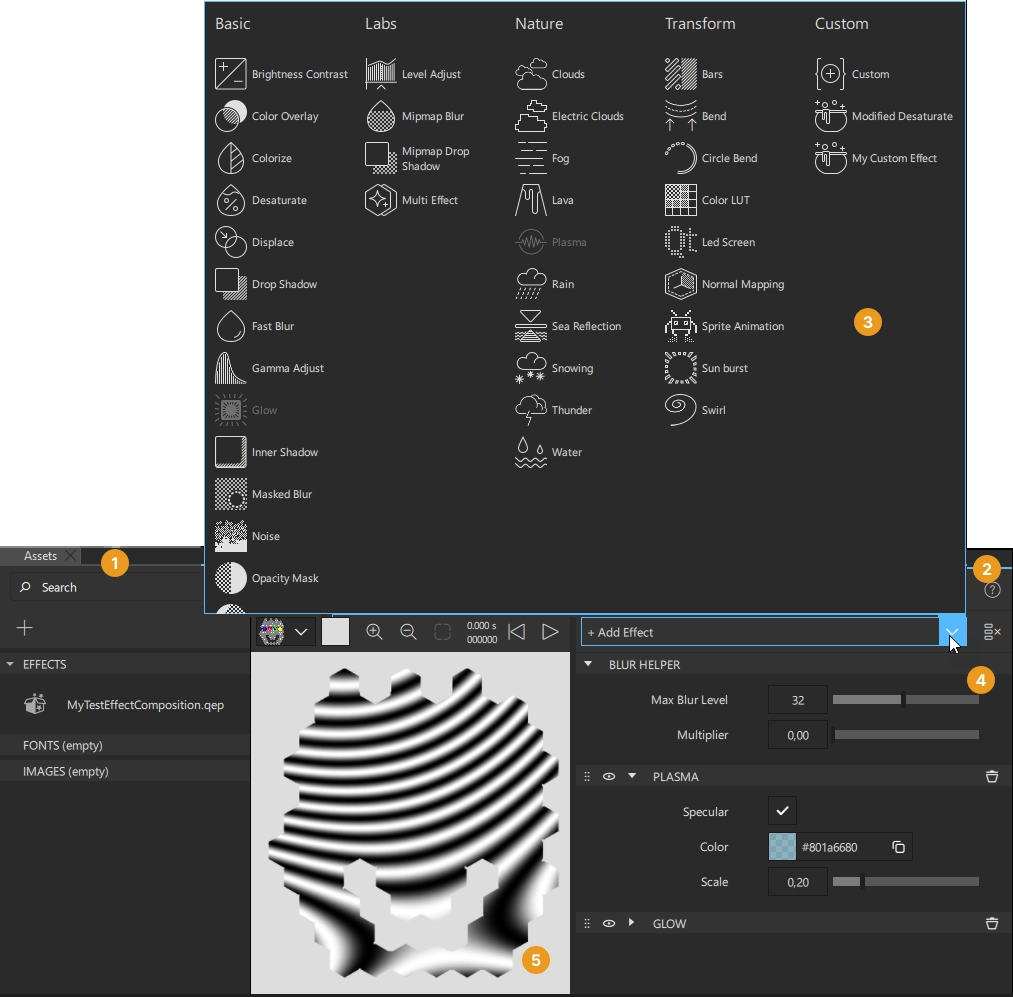 Basic
Labs
Nature
Transform
Custom
Brightness Contrast
Color Overlay
Colorize
Desaturate
Displace
Drop Shadow
Fast Blur
Gamma Adjust
Glow
Inner Shadow
Masked Blur
Noise
Opacity Mask
Level Adjust
Mipmap Blur
Mipmap Drop
Shadow
Multi Effect
Clouds
Electric Clouds
Fog
Lava
Plasma
Rain
Sea Reflection
Snowing
Thunder
Water
Bars
Bend
Circle Bend
Color LUT
Qt Led Screen
Normal Mapping
Sprite Animation
Sun burst
Swirl
Custom
Modified Desaturate
My Custom Effect
3
Assets
1
2
Search
?
0.000 s
000000
+ Add Effect
EFFECTS
MyTestEffectComposition.qep
FONTS (empty)
IMAGES (empty)
BLUR HELPER
4
Max Blur Level 32
Multiplier 0,00
PLASMA
Specular
Color #801a6680
Scale 0,20
GLOW
5